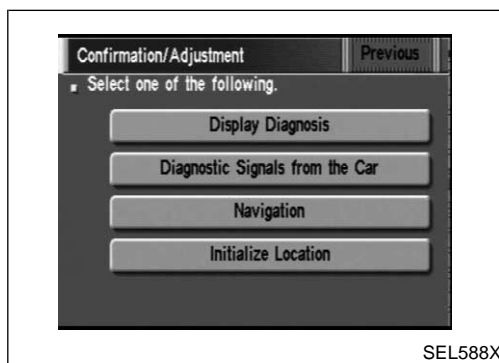 Confirmation/Adjustment
Previous
Select one of the following.
Display Diagnosis
Diagnostic Signals from the Car
Navigation
Initialize Location
SEL588X